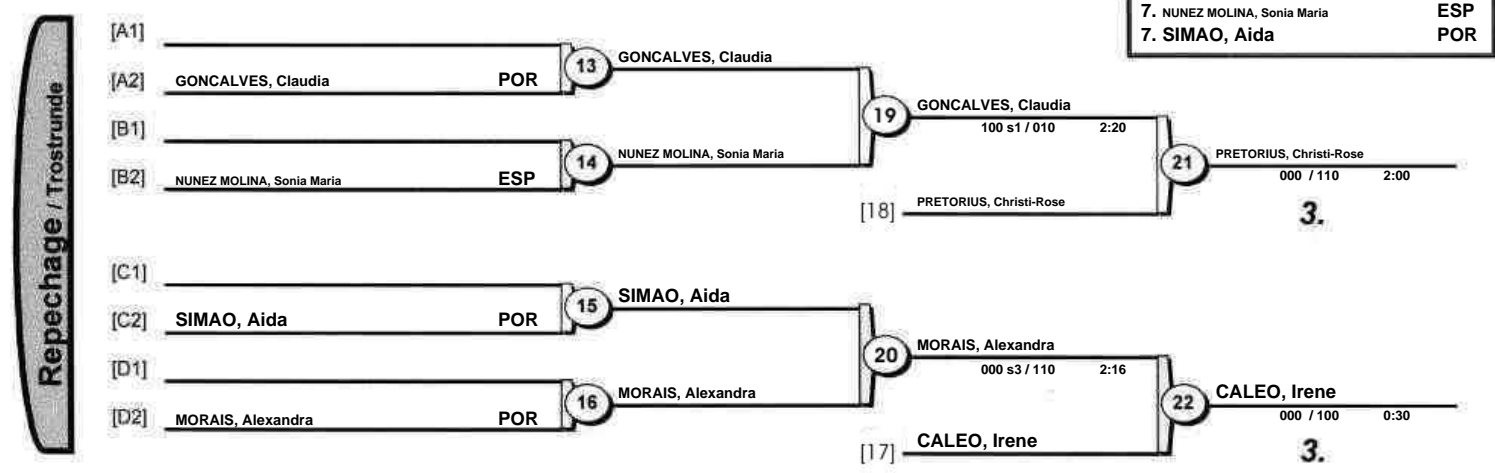 7. NUNEZ MOLINA, Sonia Maria ESP
7. SIMAO, Aida POR
Repechage / Trostrunde
[A1]
[A2] GONCALVES, Claudia POR
13 GONCALVES, Claudia
[B1]
[B2] NUNEZ MOLINA, Sonia Maria ESP
14 NUNEZ MOLINA, Sonia Maria
19 GONCALVES, Claudia
100 s1 / 010 2:20
[18] PRETORIUS, Christi-Rose
21 PRETORIUS, Christi-Rose
000 / 110 2:00
3.
[C1]
[C2] SIMAO, Aida POR
15 SIMAO, Aida
[D1]
[D2] MORAIS, Alexandra POR
16 MORAIS, Alexandra
20 MORAIS, Alexandra
000 s3 / 110 2:16
[17] CALEO, Irene
22 CALEO, Irene
000 / 100 0:30
3.